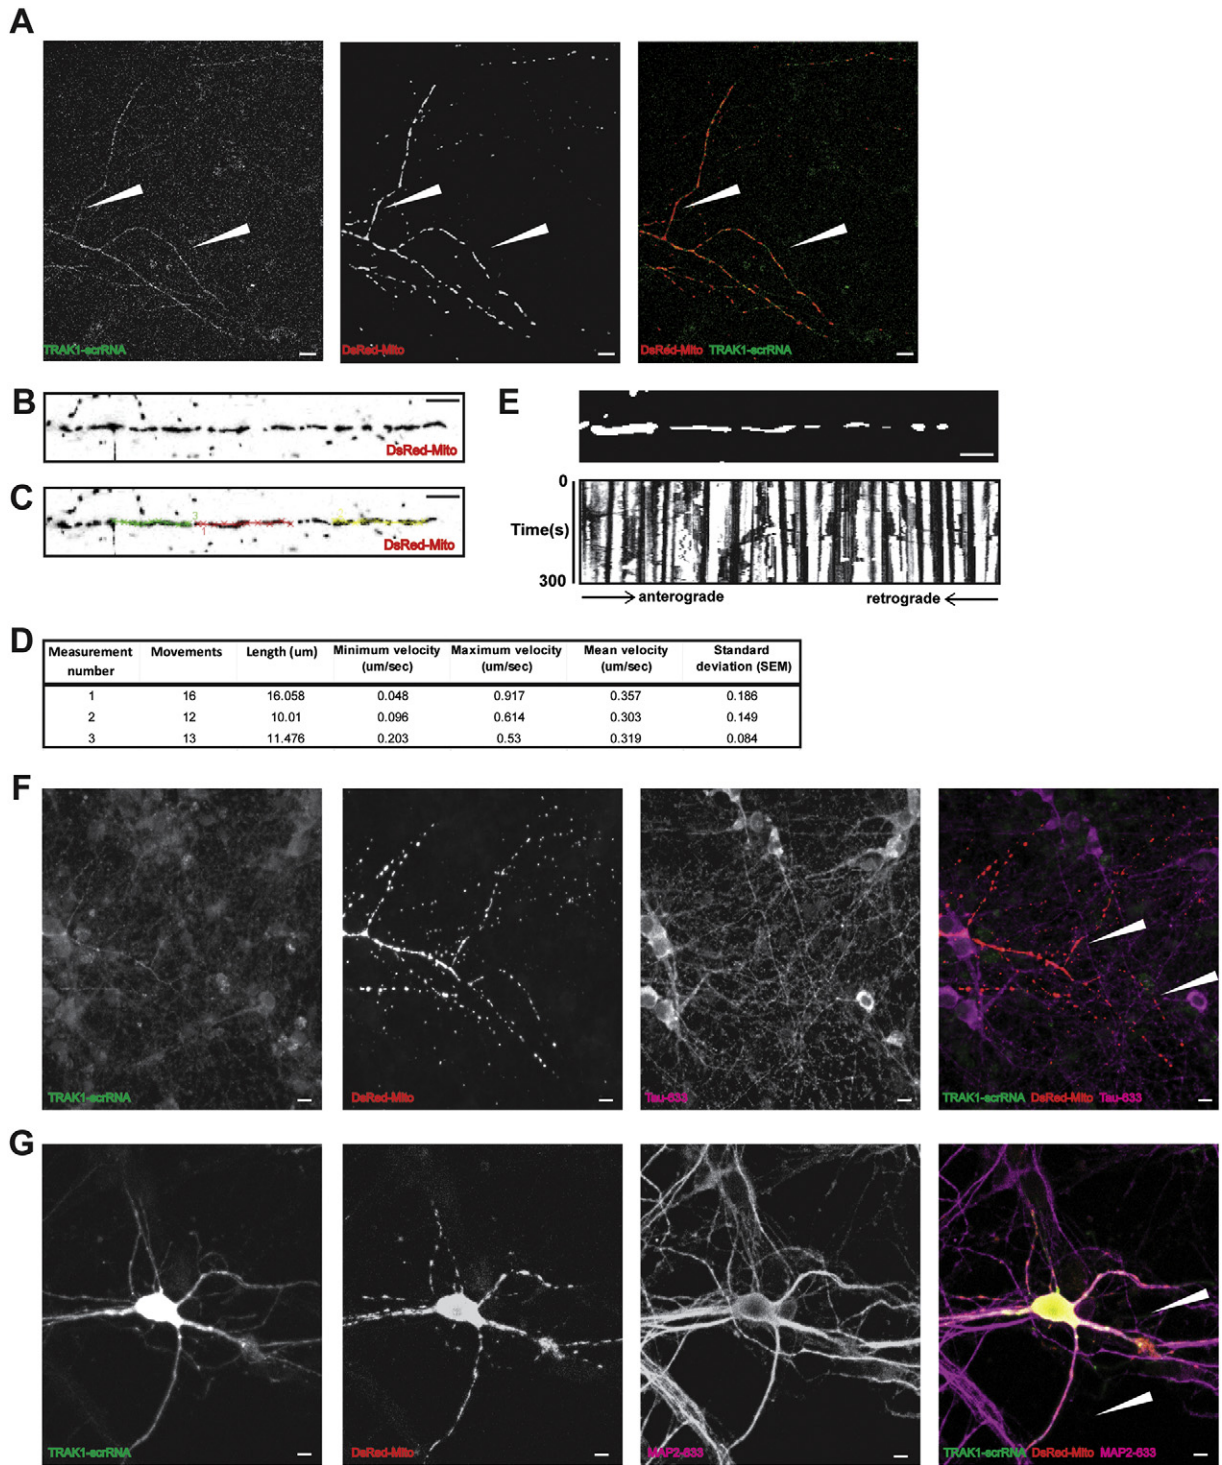 A
TRAK1-scrRNA
DsRed-Mito
DsRed-Mito TRAK1-scrRNA
B
DsRed-Mito
C
3
1
DsRed-Mito
E
0
Time(s)
300
anterograde
retrograde
D
Measurement number Movements Length (um) Minimum velocity (um/sec) Maximum velocity (um/sec) Mean velocity (um/sec) Standard deviation (SEM)
1 16 16.058 0.048 0.917 0.357 0.186
2 12 10.01 0.096 0.614 0.303 0.149
3 13 11.476 0.203 0.53 0.319 0.084
F
TRAK1-scrRNA
DsRed-Mito
Tau-633
TRAK1-scrRNA DsRed-Mito Tau-633
G
TRAK1-scrRNA
DsRed-Mito
MAP2-633
TRAK1-scrRNA DsRed-Mito MAP2-633